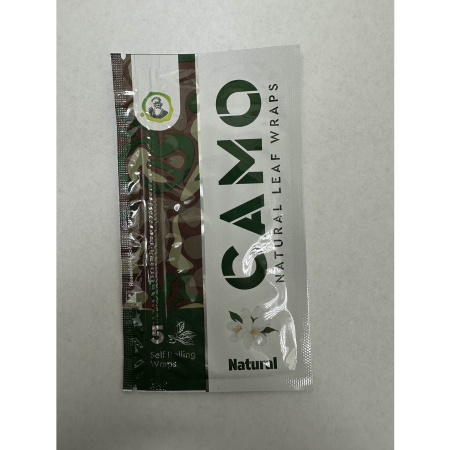 CAMO
NATURAL LEAF WRAPS
Natural
5
Self Rolling
Wraps